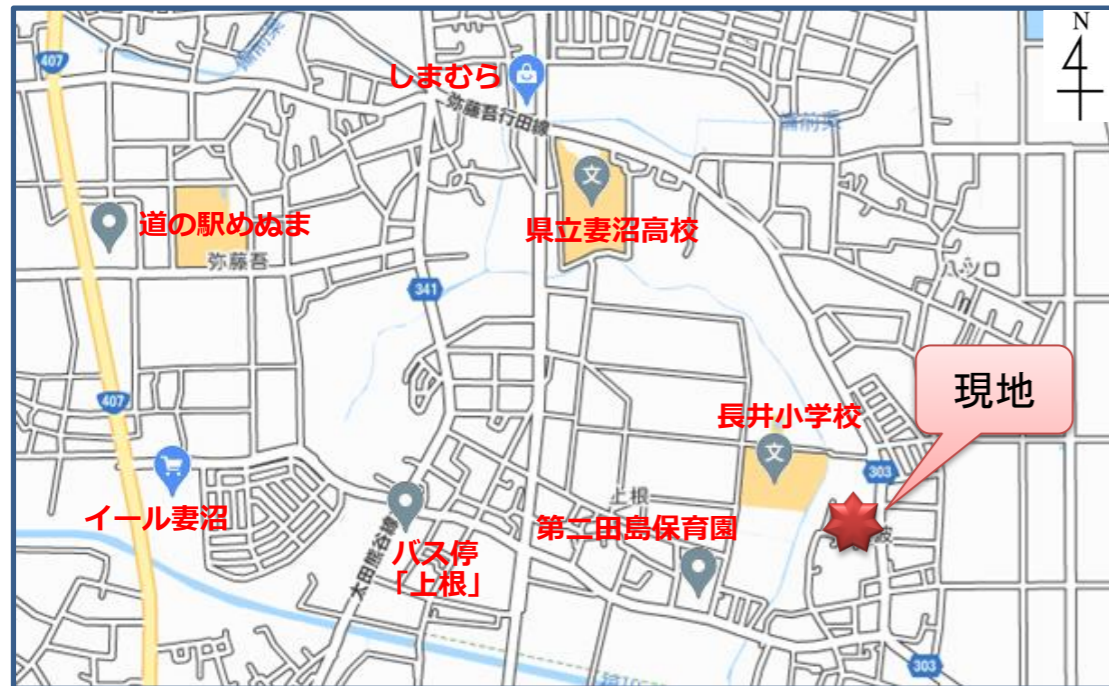 N
407
しまむら
弥藤吾行田線
備前渠
県立妻沼高校
道の駅めぬま
弥藤吾
341
八ツ口
407
現地
長井小学校
303
上根
イール妻沼
第二田島保育園
バス停
「上根」
太田熊谷線
303